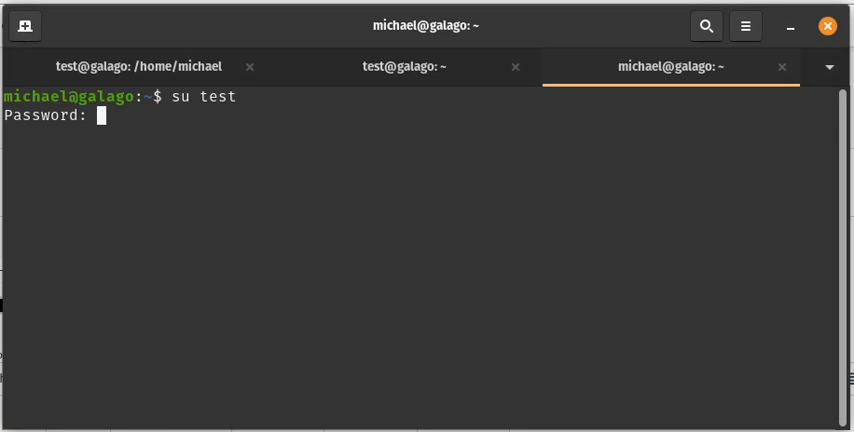 michael@galago: ~
test@galago: /home/michael
test@galago: ~
michael@galago: ~
michael@galago:~$ su test
Password: